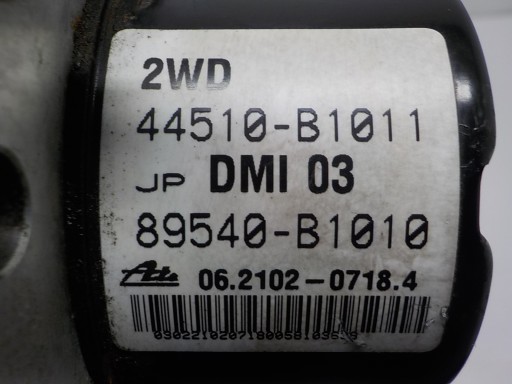 2WD
44510-B1011
JP DMI 03
89540-B1010
Ate 06.2102-0718.4